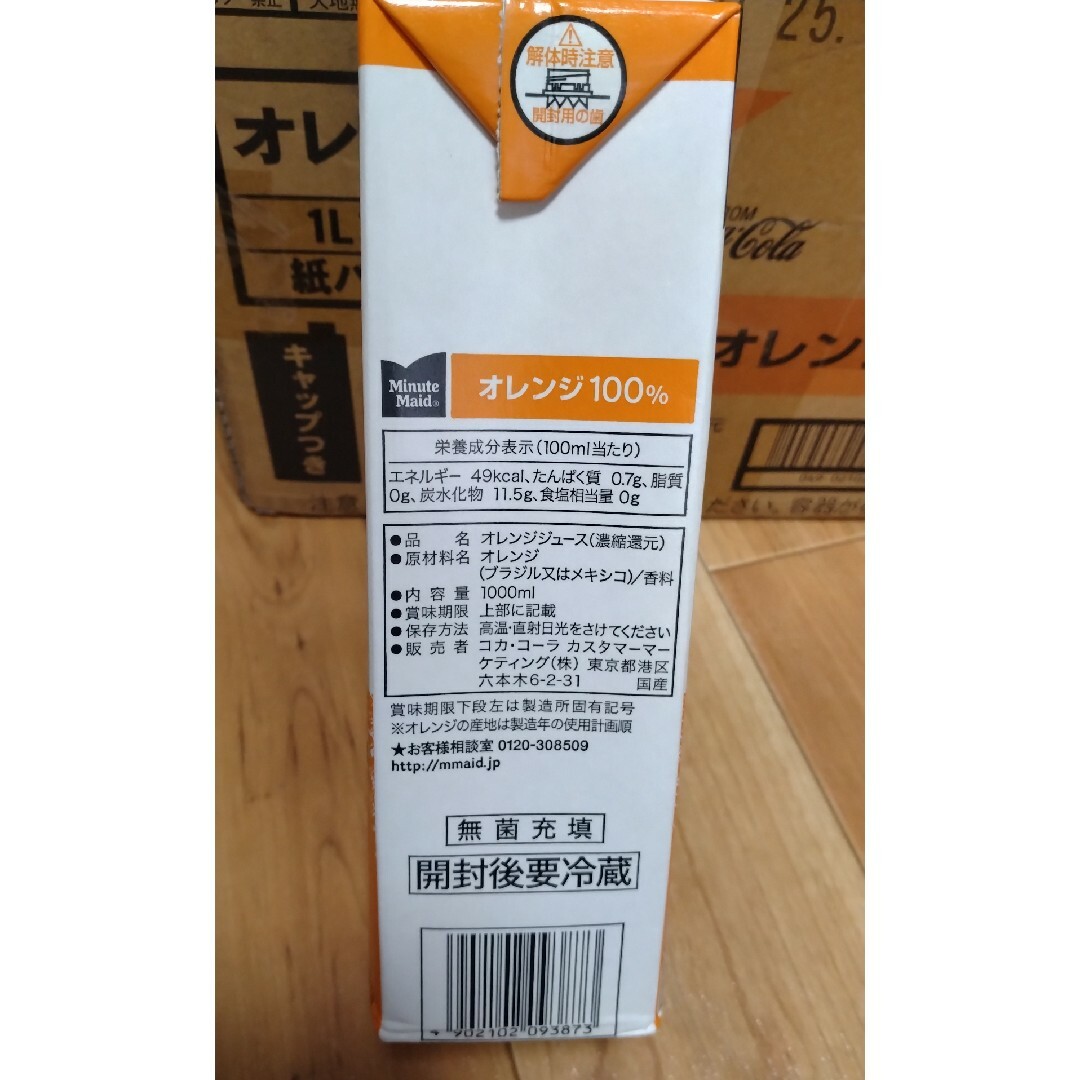 解体時注意
開封用の歯
25.
オレ
1L
紙パ
キャップつき
注意
Coca-Cola
オレン
Minute
Maid®
オレンジ100%
栄養成分表示(100ml当たり)
エネルギー 49kcal、たんぱく質 0.7g、脂質
0g、炭水化物 11.5g、食塩相当量 0g
●品 名 オレンジジュース(濃縮還元)
●原材料名 オレンジ
(ブラジル又はメキシコ)/香料
●内容量 1000ml
●賞味期限 上部に記載
●保存方法 高温・直射日光をさけてください
●販売者 コカ・コーラ カスタマーマー
ケティング(株) 東京都港区
六本木6-2-31 国産
賞味期限下段左は製造所固有記号
※オレンジの産地は製造年の使用計画順
★お客様相談室 0120-308509
http://mmaid.jp
無菌充填
開封後要冷蔵
4 902102 093873